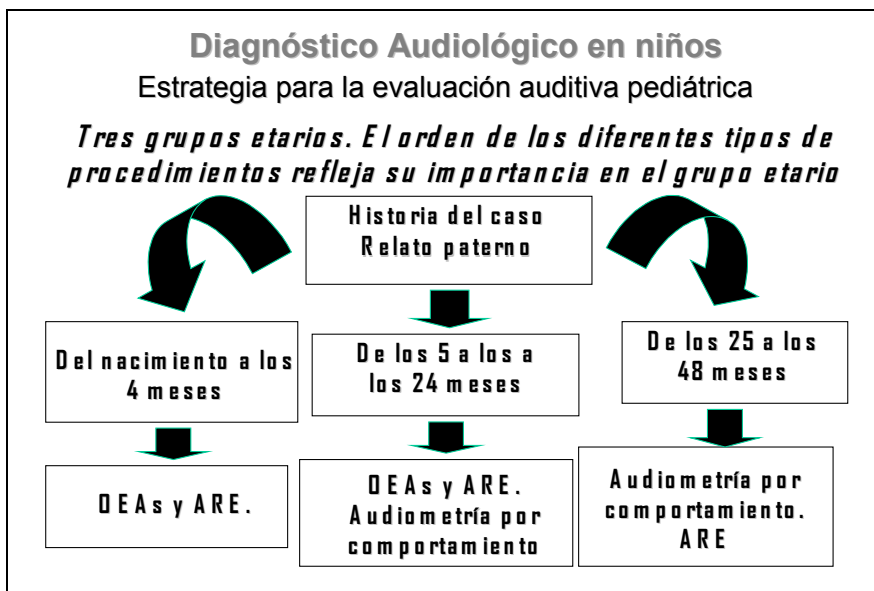 Diagnóstico Audiológico en niños
Estrategia para la evaluación auditiva pediátrica
Tres grupos etarios. El orden de los diferentes tipos de
procedimientos refleja su importancia en el grupo etario
Historia del caso
Relato paterno
Del nacimiento a los
4 meses
De los 5 a los a
los 24 meses
De los 25 a los
48 meses
OEAs y ARE.
OEAs y ARE.
Audiometría por
comportamiento
Audiometría por
comportamiento.
ARE